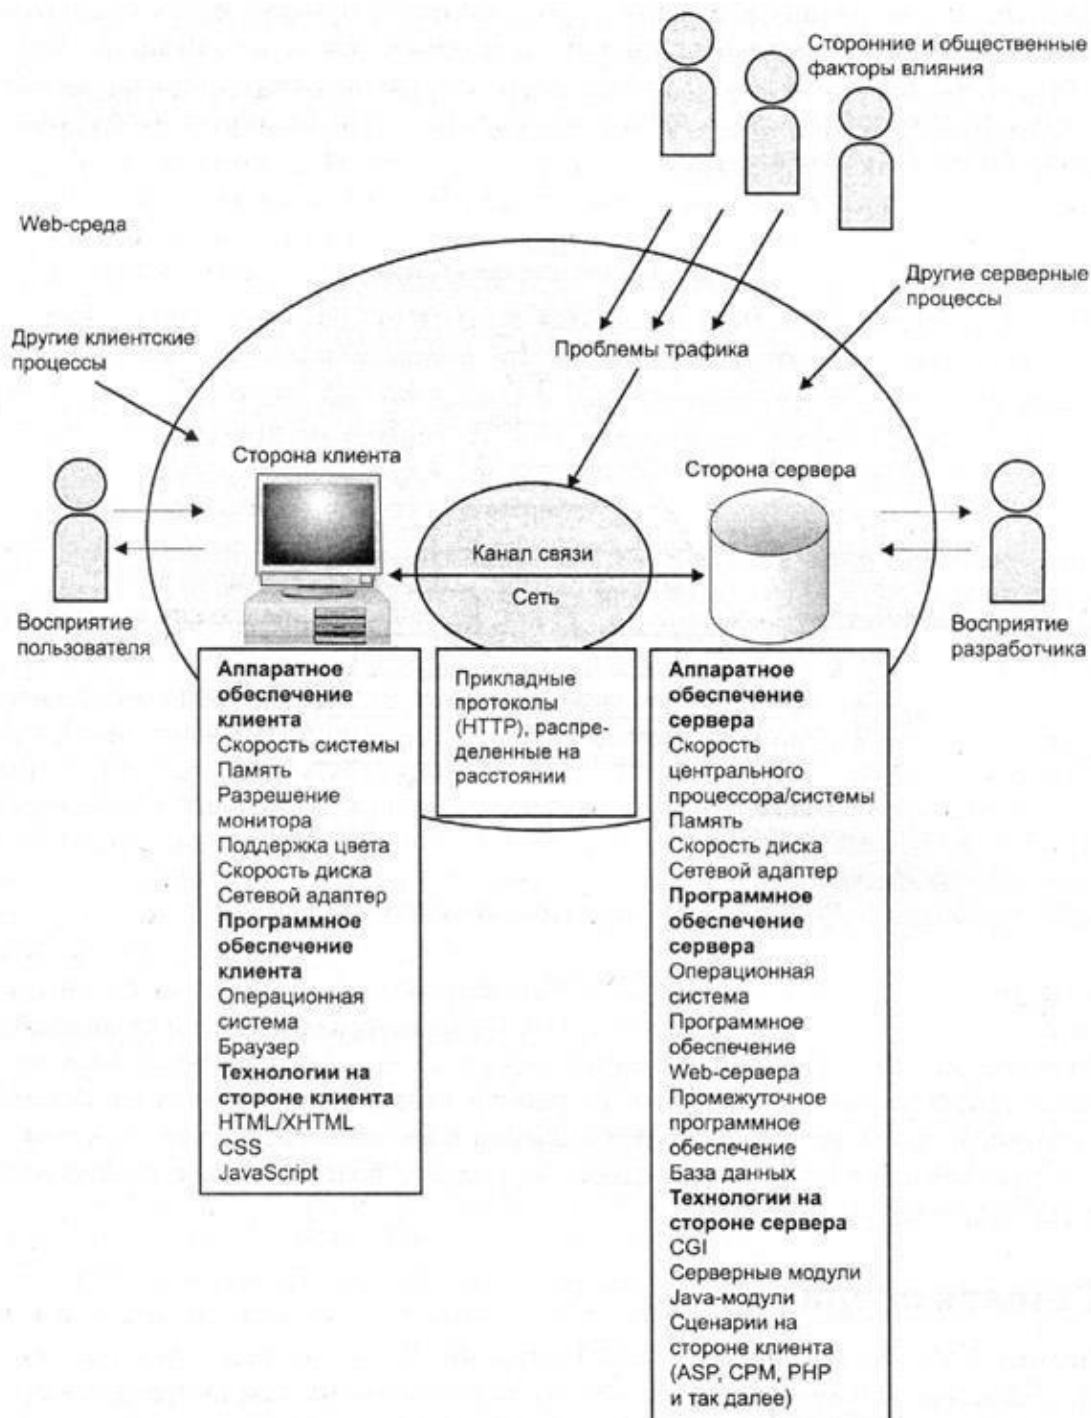 Сторонние и общественные
факторы влияния
Web-среда
Другие серверные
процессы
Другие клиентские
процессы
Проблемы трафика
Сторона клиента
Сторона сервера
Канал связи
Сеть
Восприятие
пользователя
Восприятие
разработчика
Аппаратное
обеспечение
клиента
Скорость системы
Память
Разрешение
монитора
Поддержка цвета
Скорость диска
Сетевой адаптер
Программное
обеспечение
клиента
Операционная
система
Браузер
Технологии на
стороне клиента
HTML/XHTML
CSS
JavaScript
Прикладные
протоколы
(HTTP), распре-
деленные на
расстоянии
Аппаратное
обеспечение
сервера
Скорость
центрального
процессора/системы
Память
Скорость диска
Сетевой адаптер
Программное
обеспечение
сервера
Операционная
система
Программное
обеспечение
Web-сервера
Промежуточное
программное
обеспечение
База данных
Технологии на
стороне сервера
CGI
Серверные модули
Java-модули
Сценарии на
стороне клиента
(ASP, CPM, PHP
и так далее)